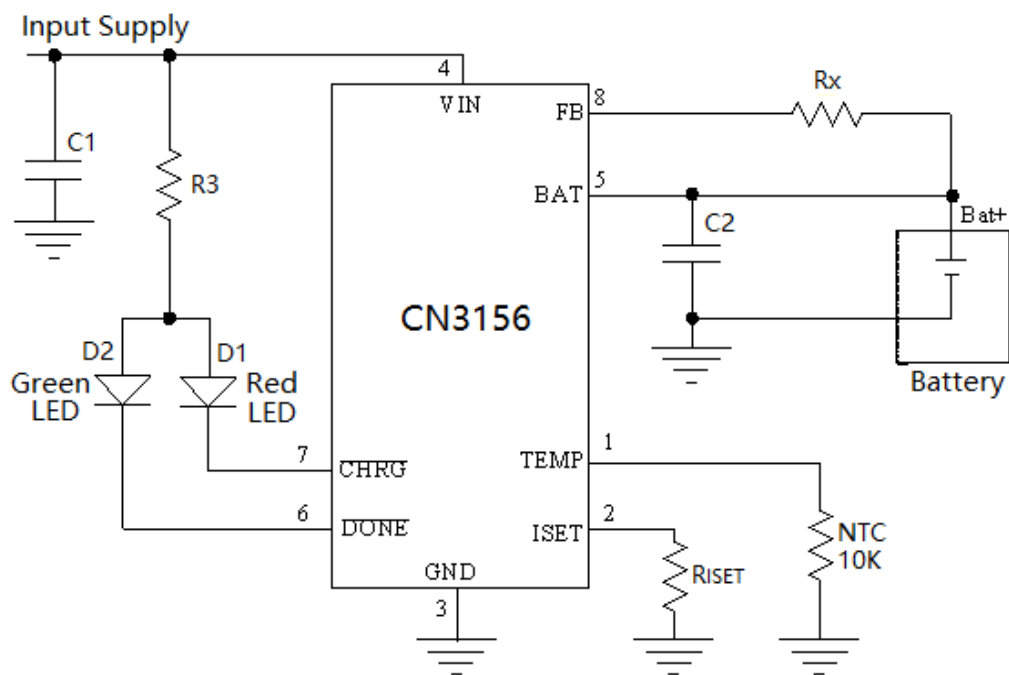 Input Supply
4
VIN
C1
R3
FB
8
Rx
BAT
5
C2
Bat+
CN3156
Battery
D2
D1
Green
LED
Red
LED
7
CHRG
6
DONE
TEMP
1
ISET
2
RISET
NTC
10K
GND
3